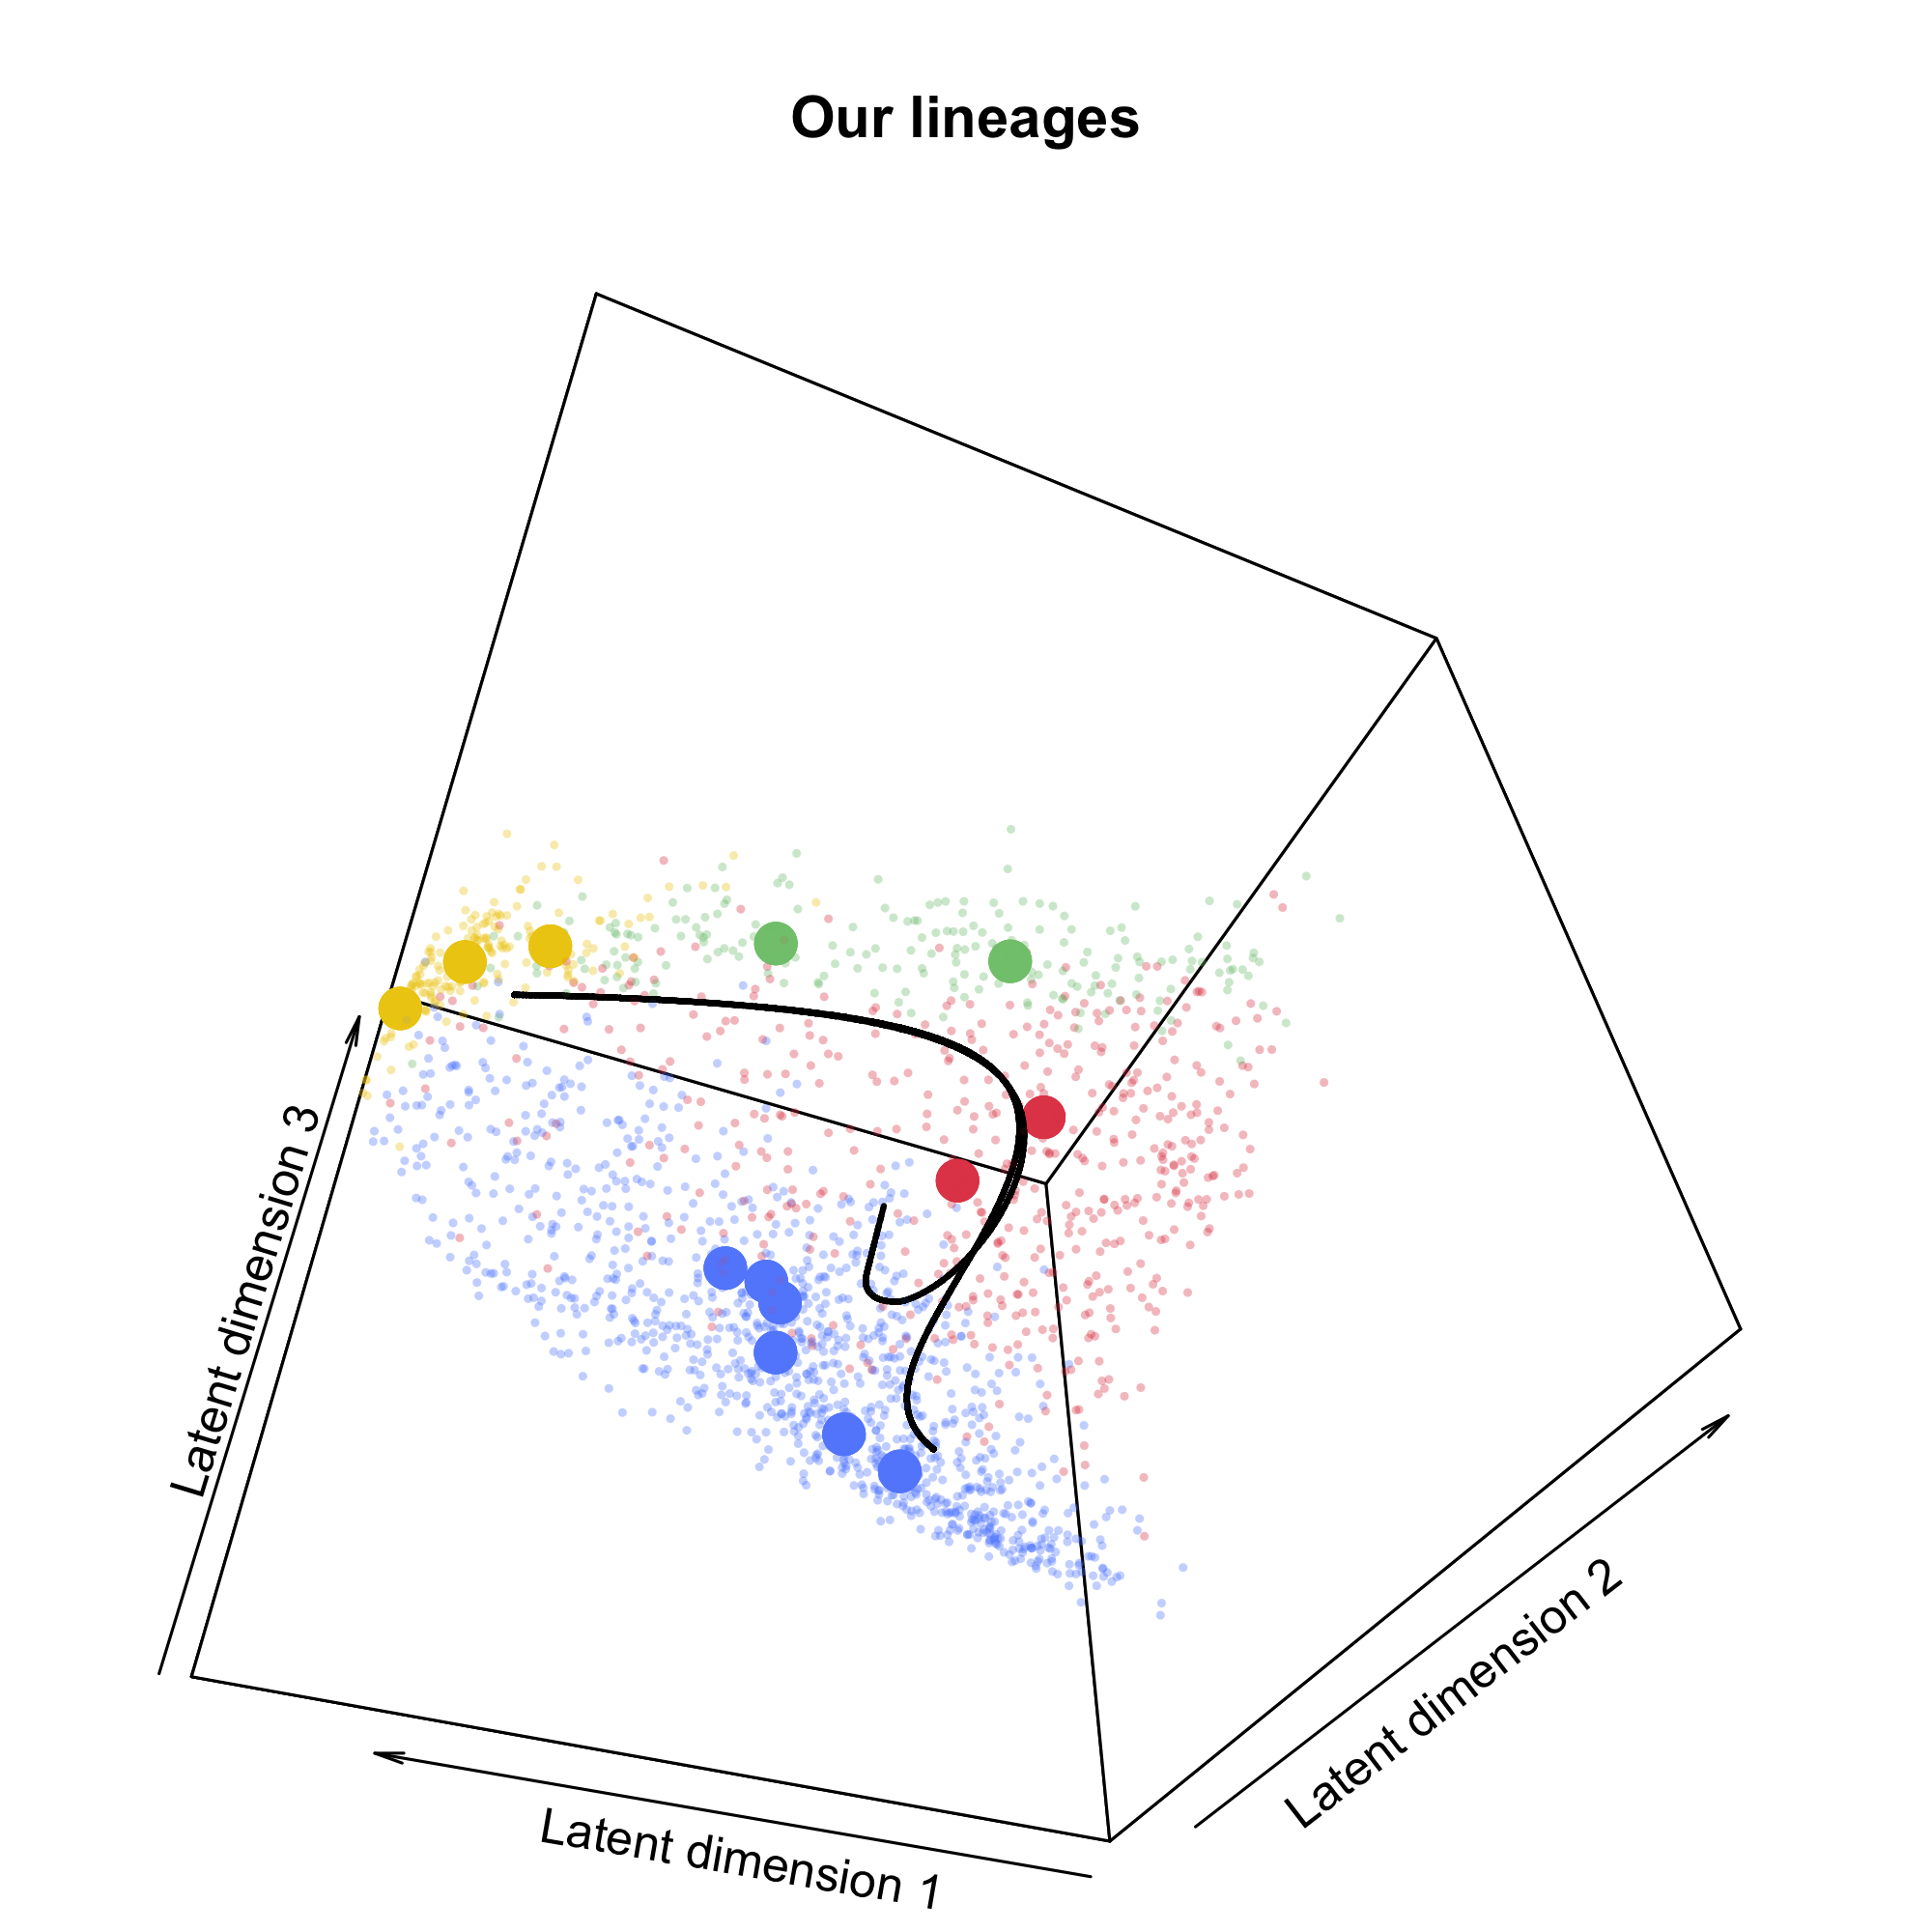 Our lineages
Latent dimension 3
Latent dimension 2
Latent dimension 1